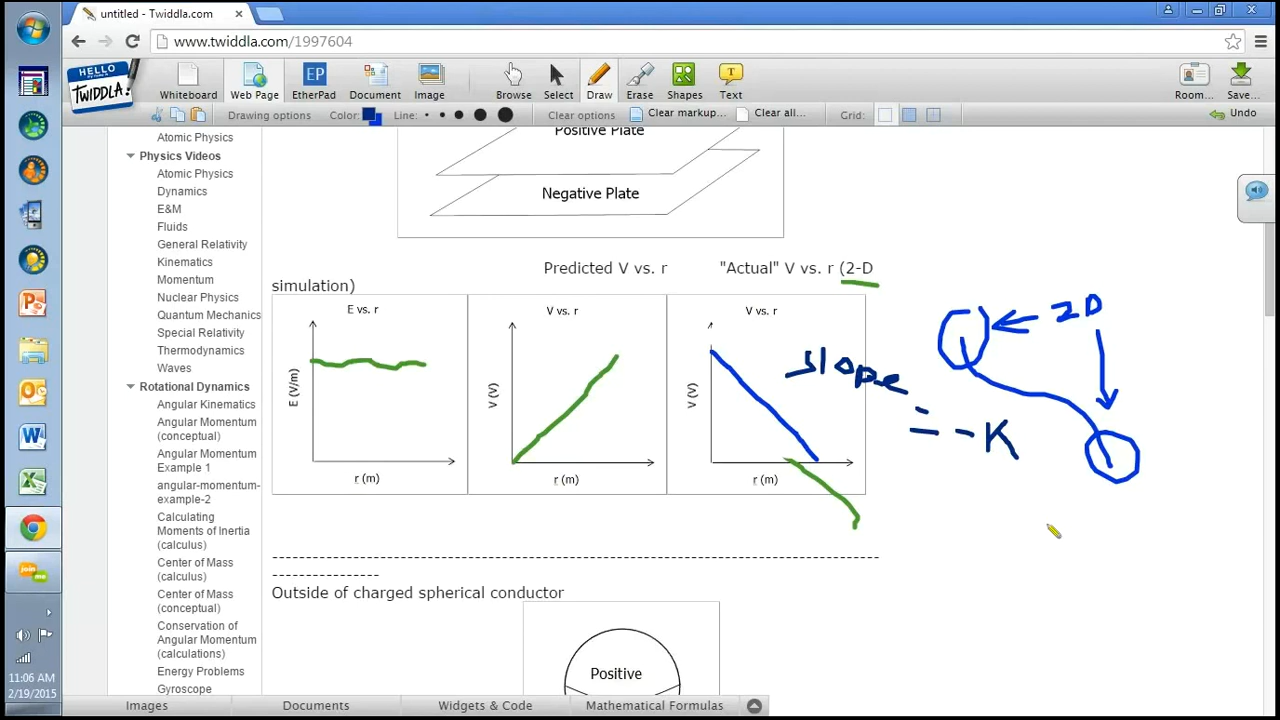 untitled - Twiddla.com
www.twiddla.com/1997604
HELLO
TWIDDLA!
Whiteboard
Web Page
EtherPad
Document
Image
Browse
Select
Draw
Erase
Shapes
Text
Room...
Save...
Drawing options
Color:
Line:
Clear options
Clear markup...
Clear all...
Grid:
Undo
Atomic Physics
Physics Videos
Atomic Physics
Dynamics
E&M
Fluids
General Relativity
Kinematics
Momentum
Nuclear Physics
Quantum Mechanics
Special Relativity
Thermodynamics
Waves
Rotational Dynamics
Angular Kinematics
Angular Momentum
(conceptual)
Angular Momentum
Example 1
angular-momentum-
example-2
Calculating
Moments of Inertia
(calculus)
Center of Mass
(calculus)
Center of Mass
(conceptual)
Conservation of
Angular Momentum
(calculations)
Energy Problems
Gyroscope
Positive Plate
Negative Plate
Predicted V vs. r
"Actual" V vs. r (2-D
simulation)
E vs. r
E (V/m)
r (m)
V vs. r
V (V)
r (m)
V vs. r
V (V)
r (m)
slope
= -K
2D
--------------------------------------------------------------------------------
--------------
Outside of charged spherical conductor
Positive
EP
join
me
11:06 AM
2/19/2015
Images
Documents
Widgets & Code
Mathematical Formulas